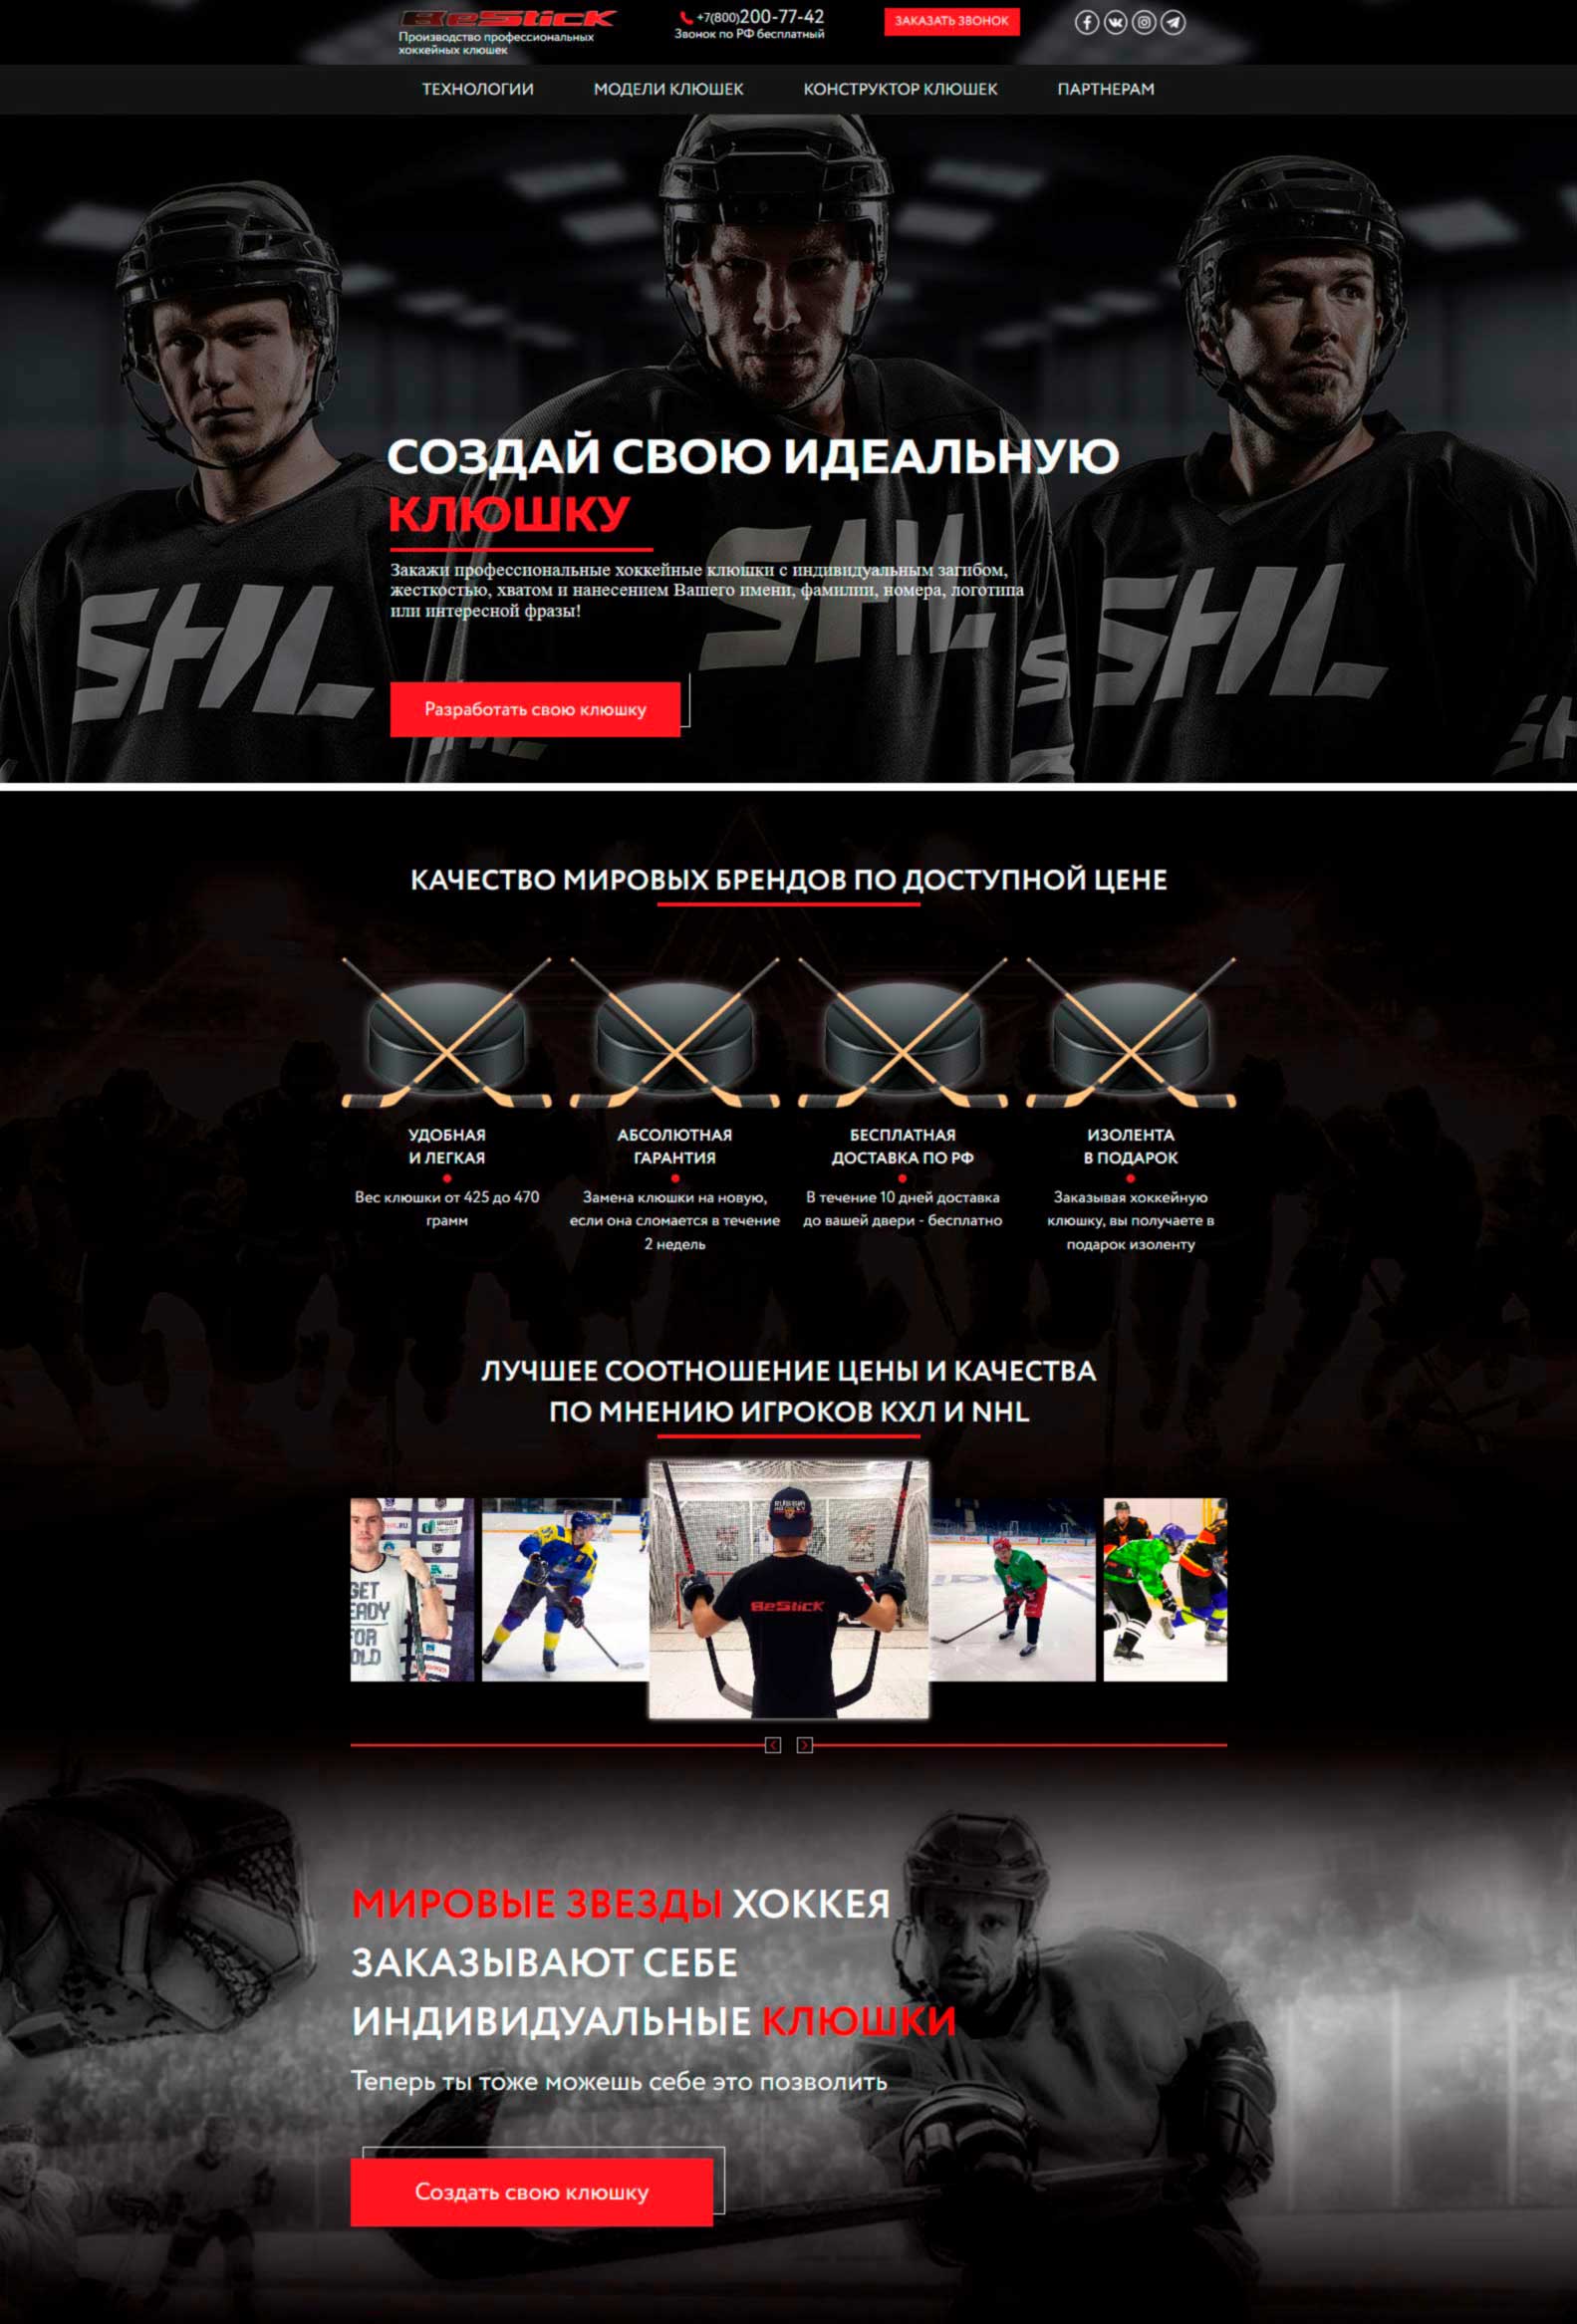 BeSticK
Производство профессиональных
хоккейных клюшек
+7(800)200-77-42
Звонок по РФ бесплатный
ЗАКАЗАТЬ ЗВОНОК
ТЕХНОЛОГИИ
МОДЕЛИ КЛЮШЕК
КОНСТРУКТОР КЛЮШЕК
ПАРТНЕРАМ
СОЗДАЙ СВОЮ ИДЕАЛЬНУЮ
КЛЮШКУ
Закажи профессиональные хоккейные клюшки с индивидуальным загибом,
жесткостью, хватом и нанесением Вашего имени, фамилии, номера, логотипа
или интересной фразы!
SHL
SHL
SHL
Разработать свою клюшку
КАЧЕСТВО МИРОВЫХ БРЕНДОВ ПО ДОСТУПНОЙ ЦЕНЕ
УДОБНАЯ
И ЛЕГКАЯ
Вес клюшки от 425 до 470
грамм
АБСОЛЮТНАЯ
ГАРАНТИЯ
Замена клюшки на новую,
если она сломается в течение
2 недель
БЕСПЛАТНАЯ
ДОСТАВКА ПО РФ
В течение 10 дней доставка
до вашей двери - бесплатно
ИЗОЛЕНТА
В ПОДАРОК
Заказывая хоккейную
клюшку, вы получаете в
подарок изоленту
ЛУЧШЕЕ СООТНОШЕНИЕ ЦЕНЫ И КАЧЕСТВА
ПО МНЕНИЮ ИГРОКОВ КХЛ И NHL
GET
FOR
BeSticK
МИРОВЫЕ ЗВЕЗДЫ ХОККЕЯ
ЗАКАЗЫВАЮТ СЕБЕ
ИНДИВИДУАЛЬНЫЕ КЛЮШКИ
Теперь ты тоже можешь себе это позволить
Создать свою клюшку